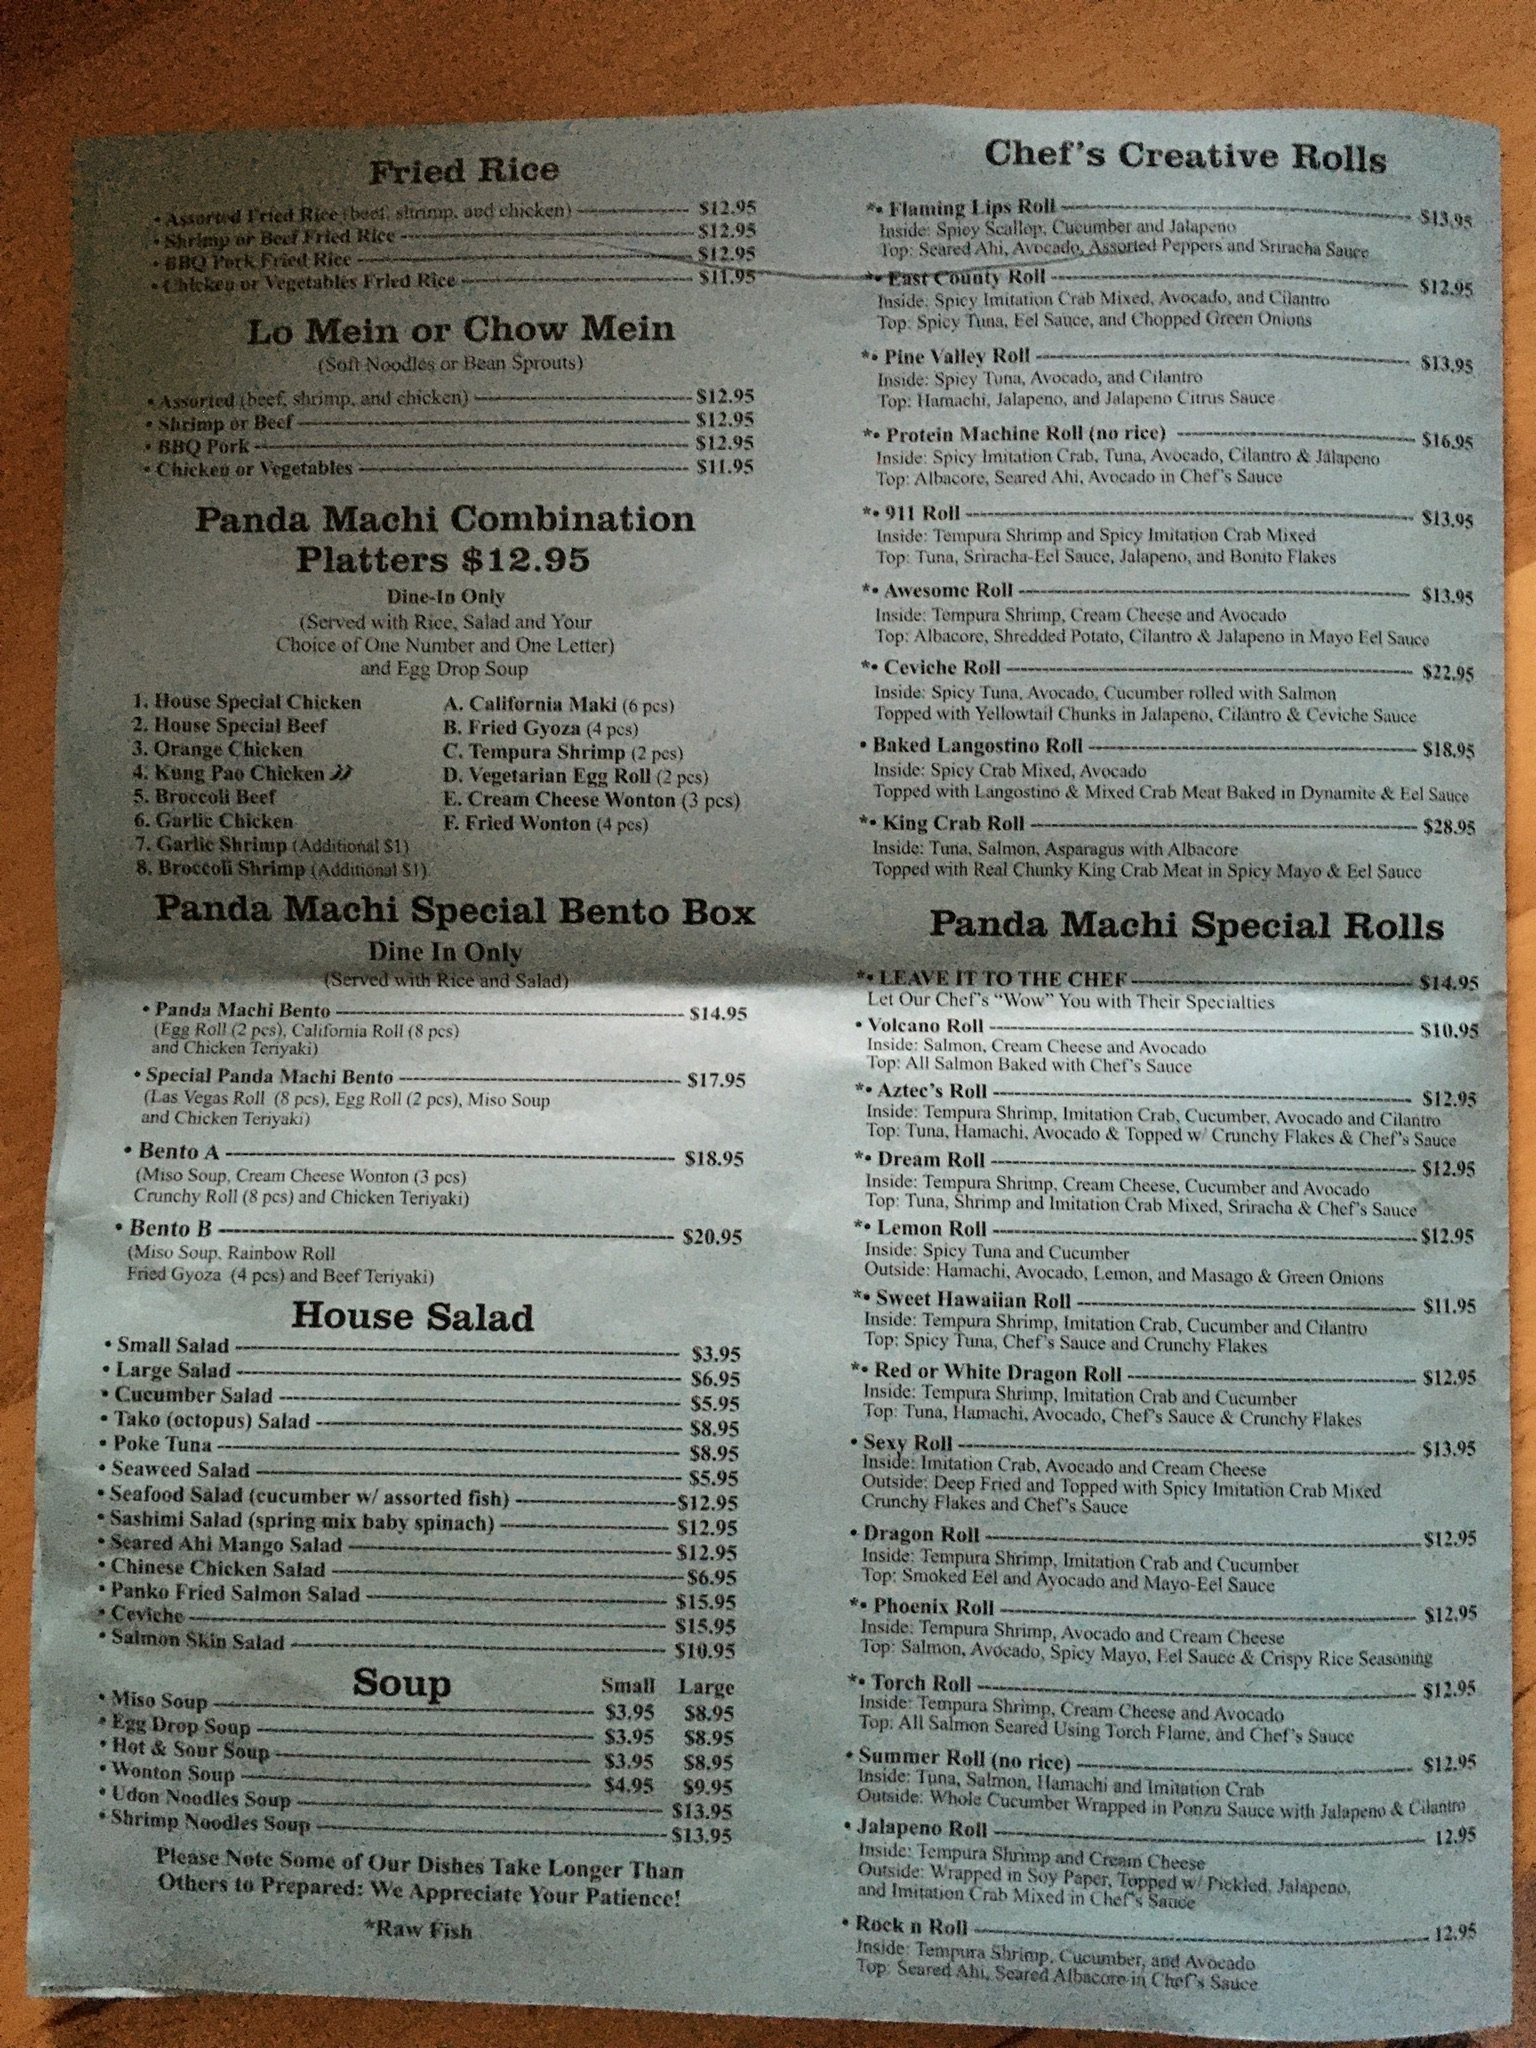 Fried Rice
• Assorted Fried Rice (beef, shrimp, and chicken) $12.95
• Shrimp or Beef Fried Rice $12.95
• BBQ Pork Fried Rice $12.95
• Chicken or Vegetables Fried Rice $11.95
Lo Mein or Chow Mein
(Soft Noodles or Bean Sprouts)
• Assorted (beef, shrimp, and chicken) $12.95
• Shrimp or Beef $12.95
• BBQ Pork $12.95
• Chicken or Vegetables $11.95
Panda Machi Combination
Platters $12.95
Dine-In Only
(Served with Rice, Salad and Your
Choice of One Number and One Letter)
and Egg Drop Soup
1. House Special Chicken
2. House Special Beef
3. Orange Chicken
4. Kung Pao Chicken
5. Broccoli Beef
6. Garlic Chicken
7. Garlic Shrimp (Additional $1)
8. Broccoli Shrimp (Additional $1)
A. California Maki (6 pcs)
B. Fried Gyoza (4 pcs)
C. Tempura Shrimp (2 pcs)
D. Vegetarian Egg Roll (2 pcs)
E. Cream Cheese Wonton (3 pcs)
F. Fried Wonton (4 pcs)
Panda Machi Special Bento Box
Dine In Only
(Served with Rice and Salad)
• Panda Machi Bento $14.95
(Egg Roll (2 pcs), California Roll (8 pcs)
and Chicken Teriyaki)
• Special Panda Machi Bento $17.95
(Las Vegas Roll (8 pcs), Egg Roll (2 pcs), Miso Soup
and Chicken Teriyaki)
• Bento A $18.95
(Miso Soup, Cream Cheese Wonton (3 pcs)
Crunchy Roll (8 pcs) and Chicken Teriyaki)
• Bento B $20.95
(Miso Soup, Rainbow Roll
Fried Gyoza (4 pcs) and Beef Teriyaki)
House Salad
• Small Salad $3.95
• Large Salad $6.95
• Cucumber Salad $5.95
• Tako (octopus) Salad $8.95
• Poke Tuna $8.95
• Seaweed Salad $5.95
• Seafood Salad (cucumber w/ assorted fish) $12.95
• Sashimi Salad (spring mix baby spinach) $12.95
• Seared Ahi Mango Salad $12.95
• Chinese Chicken Salad $6.95
• Panko Fried Salmon Salad $15.95
• Ceviche $15.95
• Salmon Skin Salad $10.95
Soup Small Large
• Miso Soup $3.95 $8.95
• Egg Drop Soup $3.95 $8.95
• Hot & Sour Soup $3.95 $8.95
• Wonton Soup $4.95 $9.95
• Udon Noodles Soup $13.95
• Shrimp Noodles Soup $13.95
Please Note Some of Our Dishes Take Longer Than
Others to Prepared: We Appreciate Your Patience!
*Raw Fish
Chef's Creative Rolls
*• Flaming Lips Roll $13.95
Inside: Spicy Scallop, Cucumber and Jalapeno
Top: Seared Ahi, Avocado, Assorted Peppers and Sriracha Sauce
*• East County Roll $12.95
Inside: Spicy Imitation Crab Mixed, Avocado, and Cilantro
Top: Spicy Tuna, Eel Sauce, and Chopped Green Onions
*• Pine Valley Roll $13.95
Inside: Spicy Tuna, Avocado, and Cilantro
Top: Hamachi, Jalapeno, and Jalapeno Citrus Sauce
*• Protein Machine Roll (no rice) $16.95
Inside: Spicy Imitation Crab, Tuna, Avocado, Cilantro & Jalapeno
Top: Albacore, Seared Ahi, Avocado in Chef's Sauce
*• 911 Roll $13.95
Inside: Tempura Shrimp and Spicy Imitation Crab Mixed
Top: Tuna, Sriracha-Eel Sauce, Jalapeno, and Bonito Flakes
*• Awesome Roll $13.95
Inside: Tempura Shrimp, Cream Cheese and Avocado
Top: Albacore, Shredded Potato, Cilantro & Jalapeno in Mayo Eel Sauce
*• Ceviche Roll $22.95
Inside: Spicy Tuna, Avocado, Cucumber rolled with Salmon
Topped with Yellowtail Chunks in Jalapeno, Cilantro & Ceviche Sauce
• Baked Langostino Roll $18.95
Inside: Spicy Crab Mixed, Avocado
Topped with Langostino & Mixed Crab Meat Baked in Dynamite & Eel Sauce
*• King Crab Roll $28.95
Inside: Tuna, Salmon, Asparagus with Albacore
Topped with Real Chunky King Crab Meat in Spicy Mayo & Eel Sauce
Panda Machi Special Rolls
*• LEAVE IT TO THE CHEF $14.95
Let Our Chef's "Wow" You with Their Specialties
• Volcano Roll $10.95
Inside: Salmon, Cream Cheese and Avocado
Top: All Salmon Baked with Chef's Sauce
*• Aztec's Roll $12.95
Inside: Tempura Shrimp, Imitation Crab, Cucumber, Avocado and Cilantro
Top: Tuna, Hamachi, Avocado & Topped w/ Crunchy Flakes & Chef's Sauce
*• Dream Roll $12.95
Inside: Tempura Shrimp, Cream Cheese, Cucumber and Avocado
Top: Tuna, Shrimp and Imitation Crab Mixed, Sriracha & Chef's Sauce
*• Lemon Roll $12.95
Inside: Spicy Tuna and Cucumber
Outside: Hamachi, Avocado, Lemon, and Masago & Green Onions
*• Sweet Hawaiian Roll $11.95
Inside: Tempura Shrimp, Imitation Crab, Cucumber and Cilantro
Top: Spicy Tuna, Chef's Sauce and Crunchy Flakes
*• Red or White Dragon Roll $12.95
Inside: Tempura Shrimp, Imitation Crab and Cucumber
Top: Tuna, Hamachi, Avocado, Chef's Sauce & Crunchy Flakes
• Sexy Roll $13.95
Inside: Imitation Crab, Avocado and Cream Cheese
Outside: Deep Fried and Topped with Spicy Imitation Crab Mixed
Crunchy Flakes and Chef's Sauce
• Dragon Roll $12.95
Inside: Tempura Shrimp, Imitation Crab and Cucumber
Top: Smoked Eel and Avocado and Mayo-Eel Sauce
*• Phoenix Roll $12.95
Inside: Tempura Shrimp, Avocado and Cream Cheese
Top: Salmon, Avocado, Spicy Mayo, Eel Sauce & Crispy Rice Seasoning
*• Torch Roll $12.95
Inside: Tempura Shrimp, Cream Cheese and Avocado
Top: All Salmon Seared Using Torch Flame, and Chef's Sauce
• Summer Roll (no rice) $12.95
Inside: Tuna, Salmon, Hamachi and Imitation Crab
Outside: Whole Cucumber Wrapped in Ponzu Sauce with Jalapeno & Cilantro
• Jalapeno Roll 12.95
Inside: Tempura Shrimp and Cream Cheese
Outside: Wrapped in Soy Paper, Topped w/ Pickled, Jalapeno,
and Imitation Crab Mixed in Chef's Sauce
• Rock n Roll 12.95
Inside: Tempura Shrimp, Cucumber, and Avocado
Top: Seared Ahi, Seared Albacore in Chef's Sauce